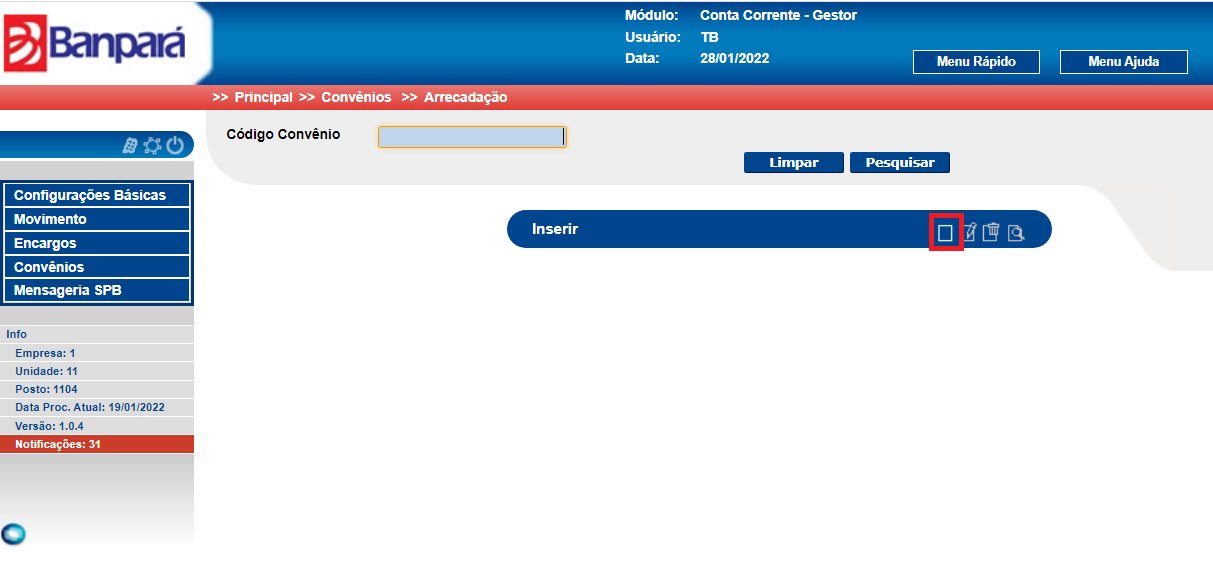 Banpará
Módulo: Conta Corrente - Gestor
Usuário: TB
Data: 28/01/2022
Menu Rápido
Menu Ajuda
>> Principal >> Convênios >> Arrecadação
Código Convênio
Limpar
Pesquisar
Configurações Básicas
Movimento
Encargos
Convênios
Mensageria SPB
Inserir
Info
Empresa: 1
Unidade: 11
Posto: 1104
Data Proc. Atual: 19/01/2022
Versão: 1.0.4
Notificações: 31